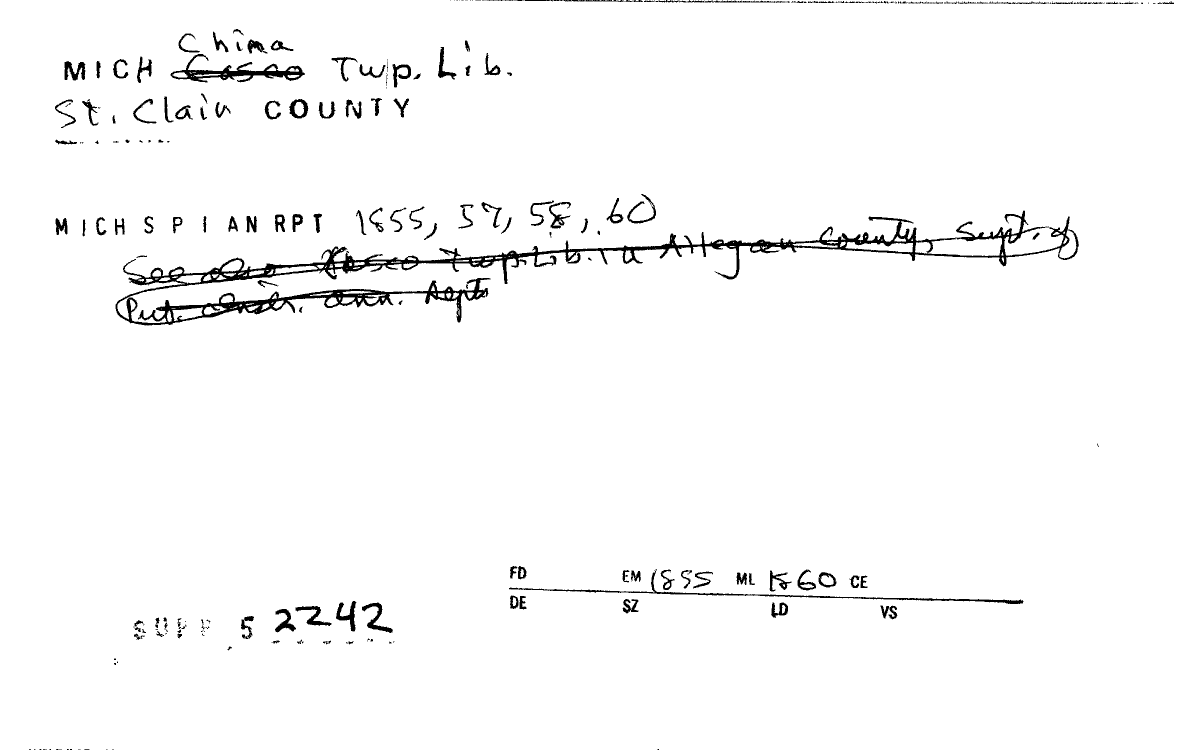 China
MICH Casco Twp. Lib.
St. Clair COUNTY
MICH S P I AN RPT 1855, 57, 58, 60
See also Casco Twp. Lib. Allegan County, Supt. of
Put. Instr. Ann. Repts
FD EM 1855 ML 1860 CE
DE SZ LD VS
SUPP 5 2242